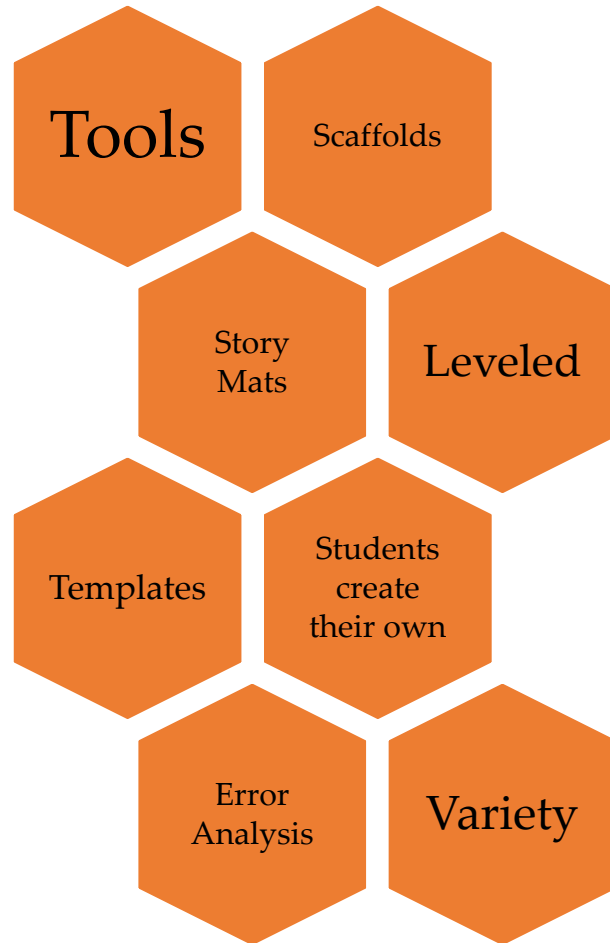 Tools
Scaffolds
Story
Mats
Leveled
Templates
Students
create
their own
Error
Analysis
Variety